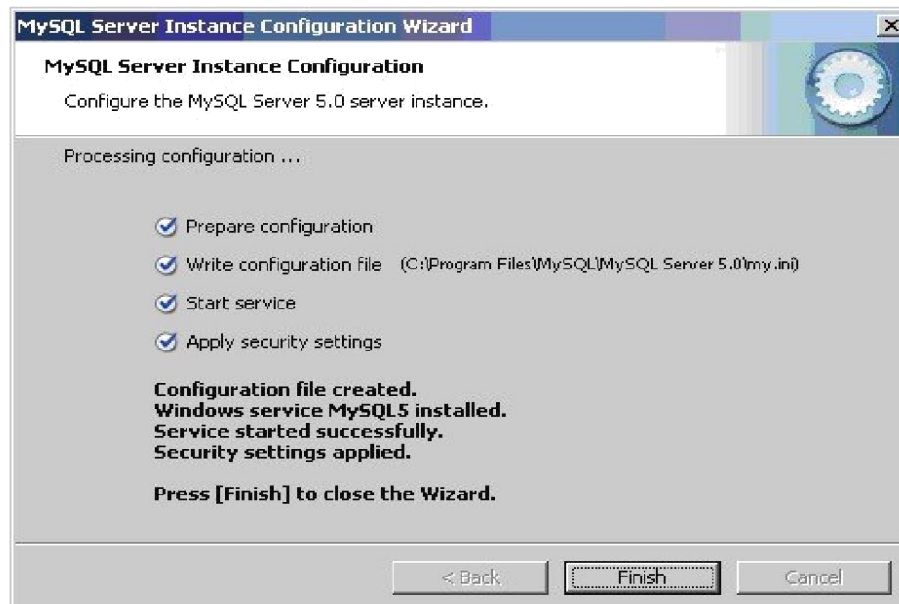 MySQL Server Instance Configuration Wizard
MySQL Server Instance Configuration
Configure the MySQL Server 5.0 server instance.
Processing configuration ...
Prepare configuration
Write configuration file (C:\Program Files\MySQL\MySQL Server 5.0\my.ini)
Start service
Apply security settings
Configuration file created.
Windows service MySQL5 installed.
Service started successfully.
Security settings applied.
Press [Finish] to close the Wizard.
< Back
Finish
Cancel